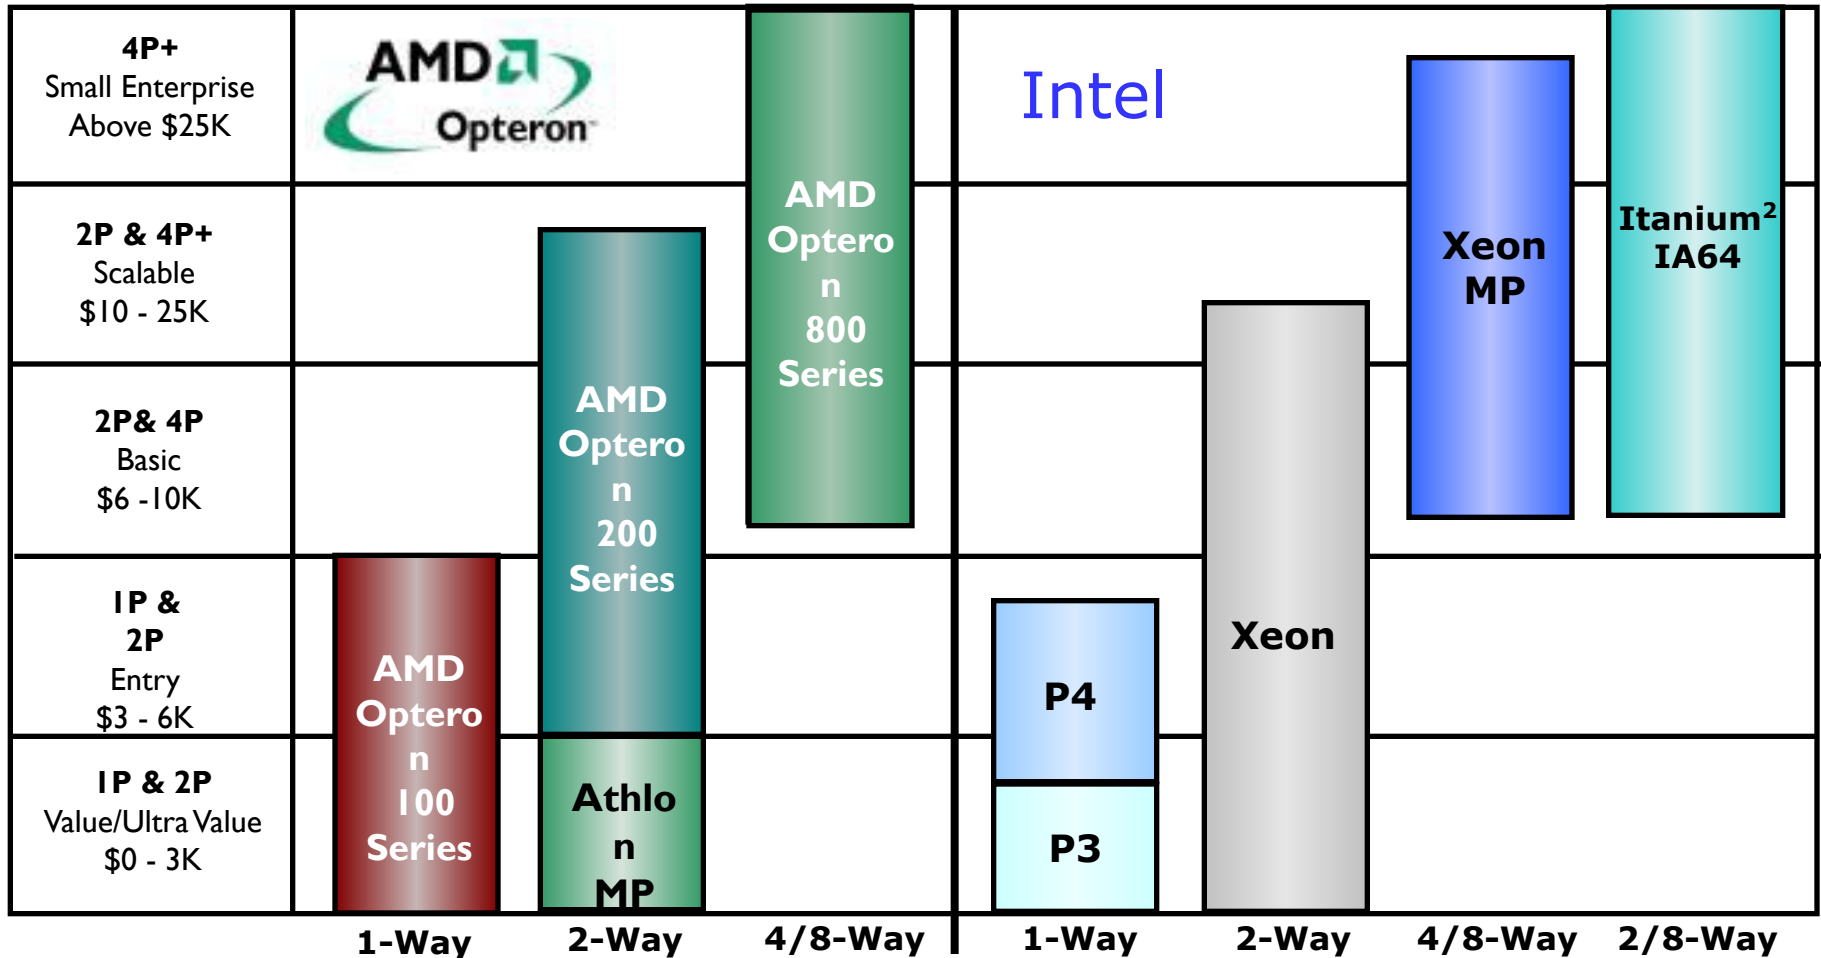 4P+
Small Enterprise
Above $25K
AMD
Opteron™
Intel
2P & 4P+
Scalable
$10 - 25K
2P& 4P
Basic
$6 -10K
1P &
2P
Entry
$3 - 6K
1P & 2P
Value/Ultra Value
$0 - 3K
AMD
Optero
n
100
Series
AMD
Optero
n
200
Series
Athlo
n
MP
AMD
Optero
n
800
Series
P4
P3
Xeon
Xeon
MP
Itanium²
IA64
1-Way
2-Way
4/8-Way
1-Way
2-Way
4/8-Way
2/8-Way